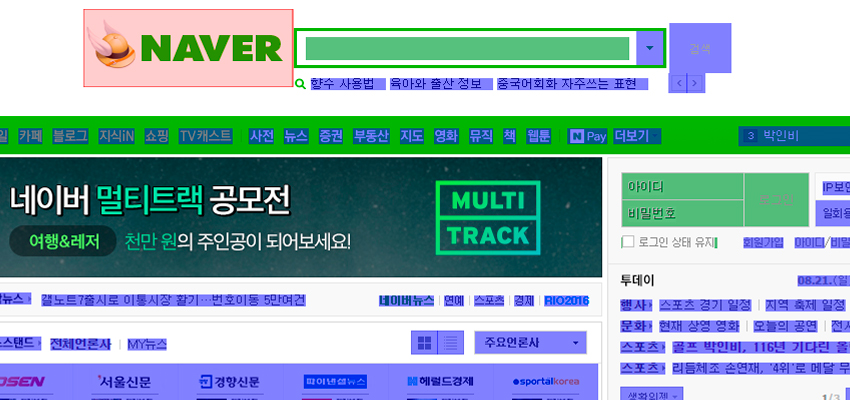 NAVER
검색
향수 사용법 육아와 출산 정보 중국어회화 자주쓰는 표현
일 카페 블로그 지식iN 쇼핑 TV캐스트 사전 뉴스 증권 부동산 지도 영화 뮤직 책 웹툰 N Pay 더보기 3 박인비
네이버 멀티트랙 공모전
여행&레저 천만 원의 주인공이 되어보세요!
MULTI
TRACK
아이디
비밀번호
로그인
IP보안
일회용
로그인 상태 유지 회원가입 아이디/비밀
뉴스 갤노트7출시로 이통시장 활기…번호이동 5만여건 네이버뉴스 연예 스포츠 경제 RIO2016
투데이 08.21.(일
행사 스포츠 경기 일정 지역 축제 일정
문화 현재 상영 영화 오늘의 공연 전시
스포츠 골프 박인비, 116년 기다린 올
스포츠 리듬체조 손연재, '4위'로 메달 무
뉴스스탠드 전체언론사 MY뉴스 주요언론사
OSEN 서울신문 경향신문 파이낸셜뉴스 헤럴드경제 sportalkorea
생활의젠 1/3